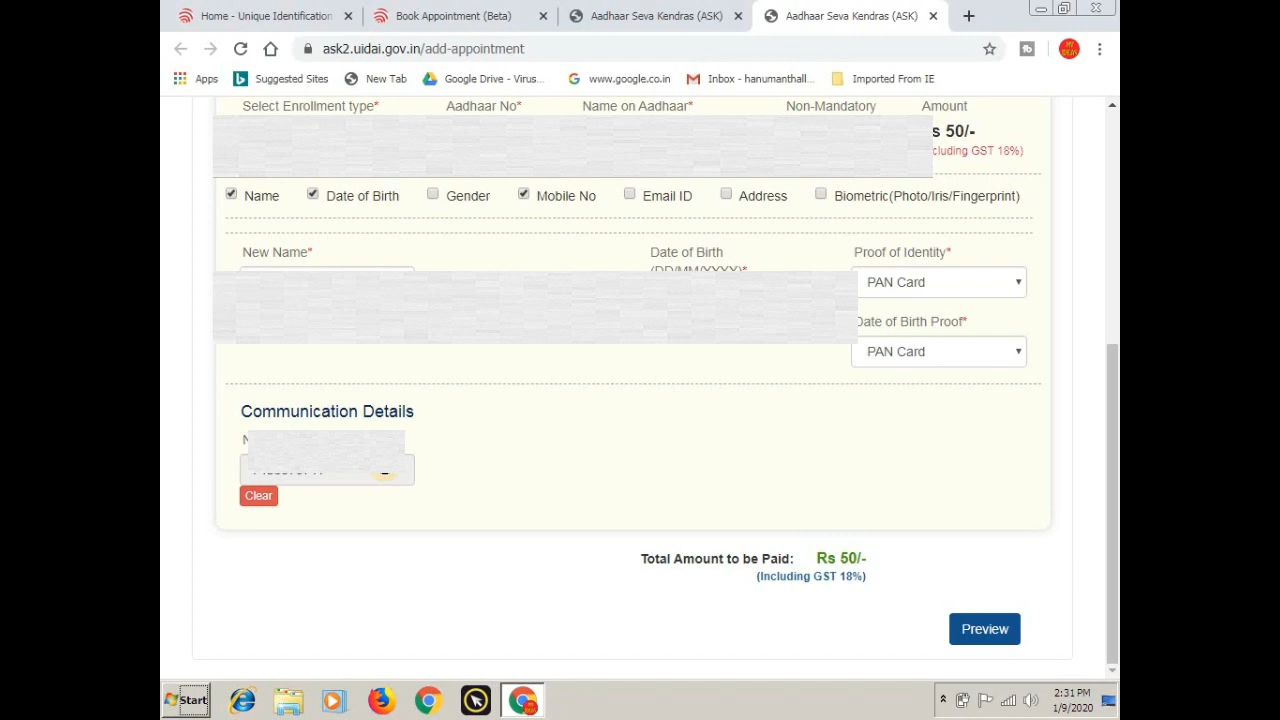 Home - Unique Identification
Book Appointment (Beta)
Aadhaar Seva Kendras (ASK)
Aadhaar Seva Kendras (ASK)
ask2.uidai.gov.in/add-appointment
Apps
Suggested Sites
New Tab
Google Drive - Virus...
www.google.co.in
Inbox - hanumanthall...
Imported From IE
Select Enrollment type*
Aadhaar No*
Name on Aadhaar*
Non-Mandatory
Amount
s 50/-
cluding GST 18%)
Name
Date of Birth
Gender
Mobile No
Email ID
Address
Biometric(Photo/Iris/Fingerprint)
New Name*
Date of Birth
(DD/MM/YYYY)*
Proof of Identity*
PAN Card
Date of Birth Proof*
PAN Card
Communication Details
Clear
Total Amount to be Paid: Rs 50/-
(Including GST 18%)
Preview
Start
2:31 PM
1/9/2020